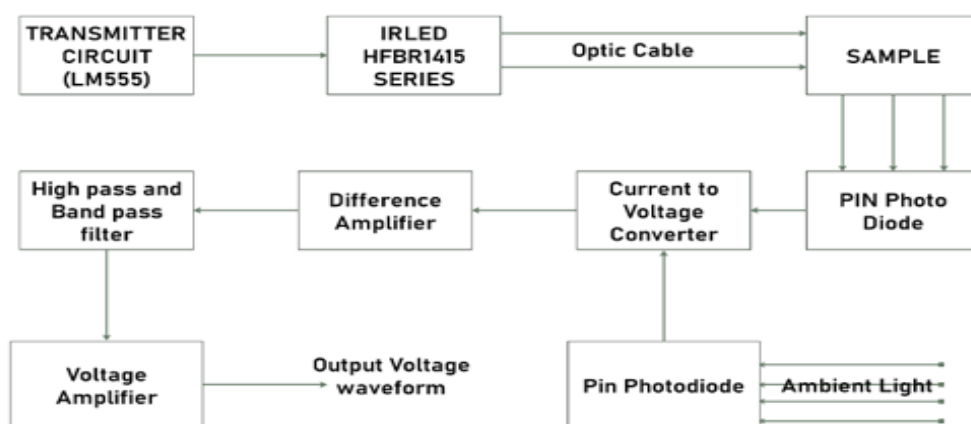 TRANSMITTER
CIRCUIT
(LM555)
IRLED
HFBR1415
SERIES
Optic Cable
SAMPLE
High pass and
Band pass
filter
Difference
Amplifier
Current to
Voltage
Converter
PIN Photo
Diode
Voltage
Amplifier
Output Voltage
waveform
Pin Photodiode
Ambient Light